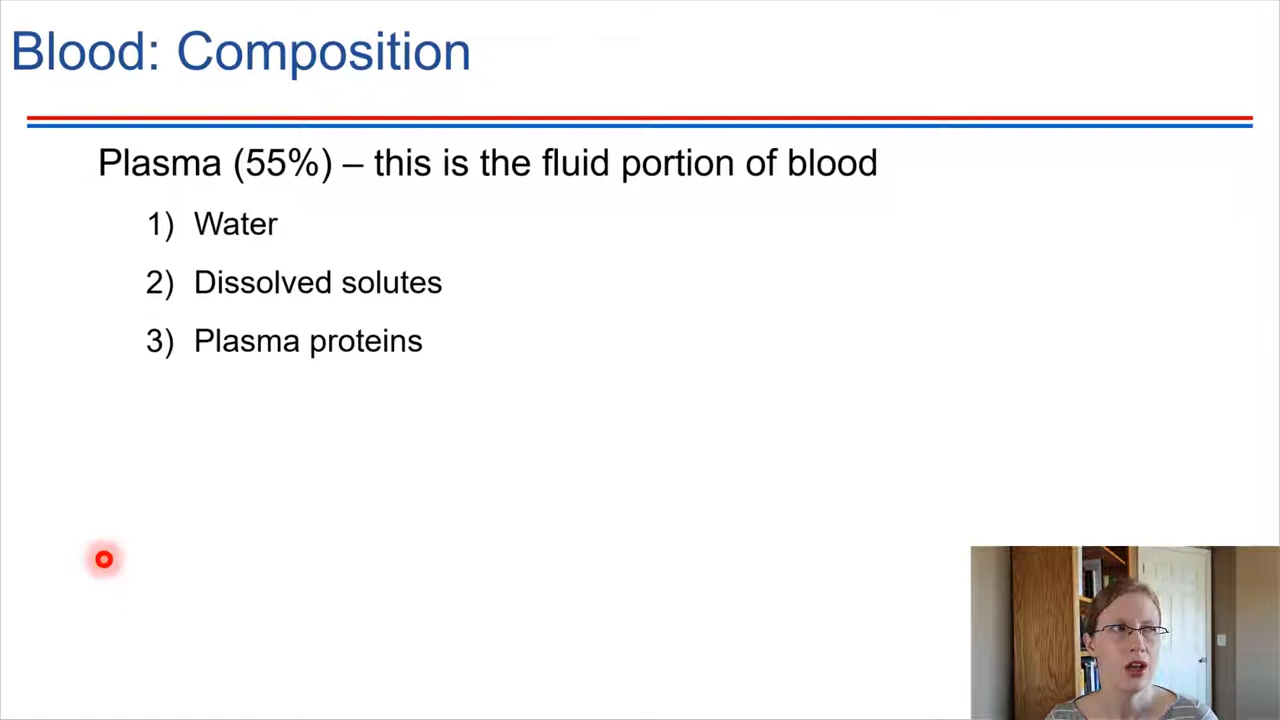 Blood: Composition
Plasma (55%) – this is the fluid portion of blood
1) Water
2) Dissolved solutes
3) Plasma proteins